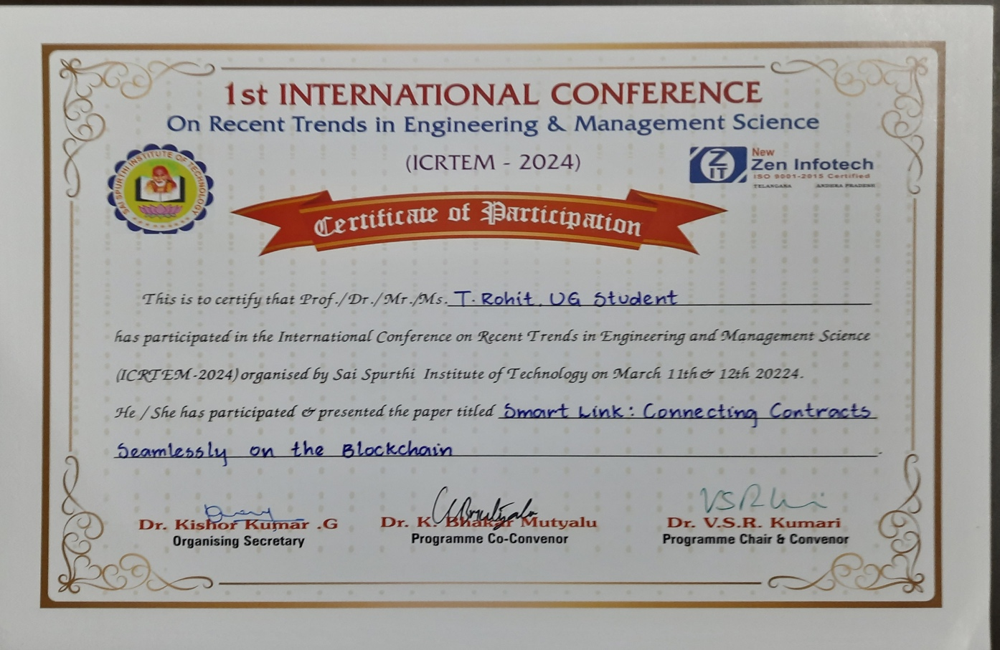 1st INTERNATIONAL CONFERENCE
On Recent Trends in Engineering & Management Science
(ICRTEM - 2024)
SAI SPURTHI INSTITUTE OF TECHNOLOGY
ZIT
New
Zen Infotech
ISO 9001-2015 Certified
TELANGANA ANDHRA PRADESH
Certificate of Participation
This is to certify that Prof./Dr./Mr./Ms. T. Rohit, UG Student
has participated in the International Conference on Recent Trends in Engineering and Management Science
(ICRTEM-2024) organised by Sai Spurthi Institute of Technology on March 11th & 12th 20224.
He / She has participated & presented the paper titled Smart Link: Connecting Contracts
Seamlessly on the Blockchain
VSR
Dr. Kishor Kumar .G
Dr. K. Bhakar Mutyalu
Dr. V.S.R. Kumari
Organising Secretary
Programme Co-Convenor
Programme Chair & Convenor